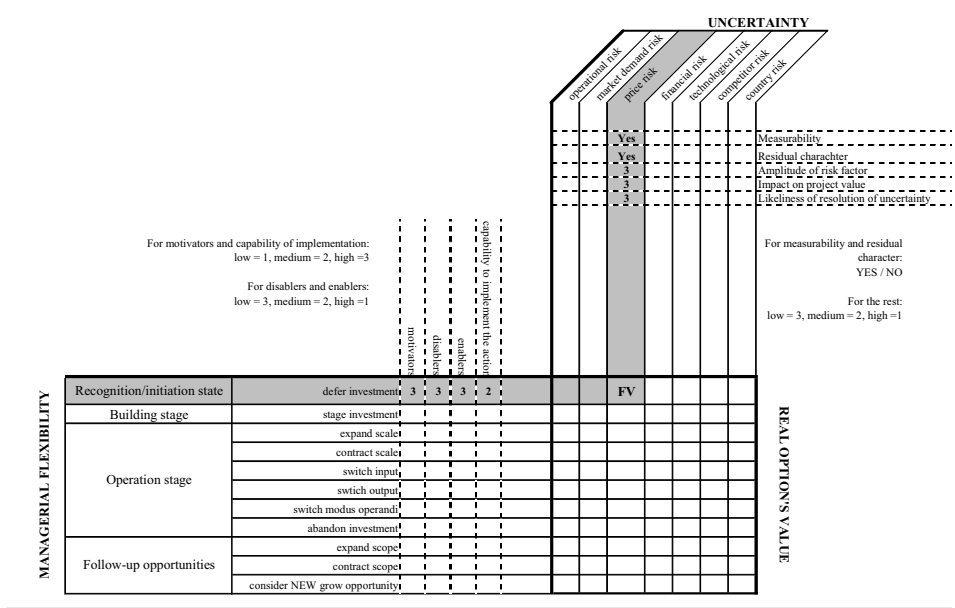 UNCERTAINTY
operational risk
market demand risk
price risk
financial risk
technological risk
competitor risk
country risk
Yes Measurability
Yes Residual charachter
3 Amplitude of risk factor
3 Impact on project value
3 Likeliness of resolution of uncertainty
For motivators and capability of implementation:
low = 1, medium = 2, high =3
For disablers and enablers:
low = 3, medium = 2, high =1
motivators
disablers
enablers
capability to implement the action
For measurability and residual
character:
YES / NO
For the rest:
low = 3, medium = 2, high =1
MANAGERIAL FLEXIBILITY
Recognition/initiation state defer investment 3 3 3 2 FV
Building stage stage investment
Operation stage
expand scale
contract scale
switch input
swtich output
switch modus operandi
abandon investment
Follow-up opportunities
expand scope
contract scope
consider NEW grow opportunity
REAL OPTION'S VALUE